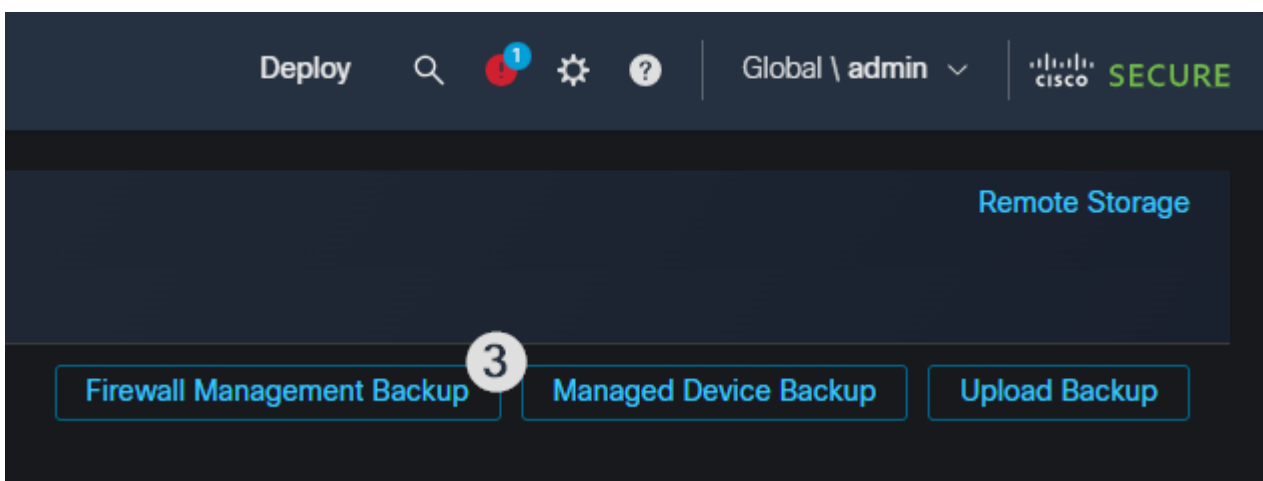 Deploy 1 Global \ admin cisco SECURE
Remote Storage
3
Firewall Management Backup Managed Device Backup Upload Backup